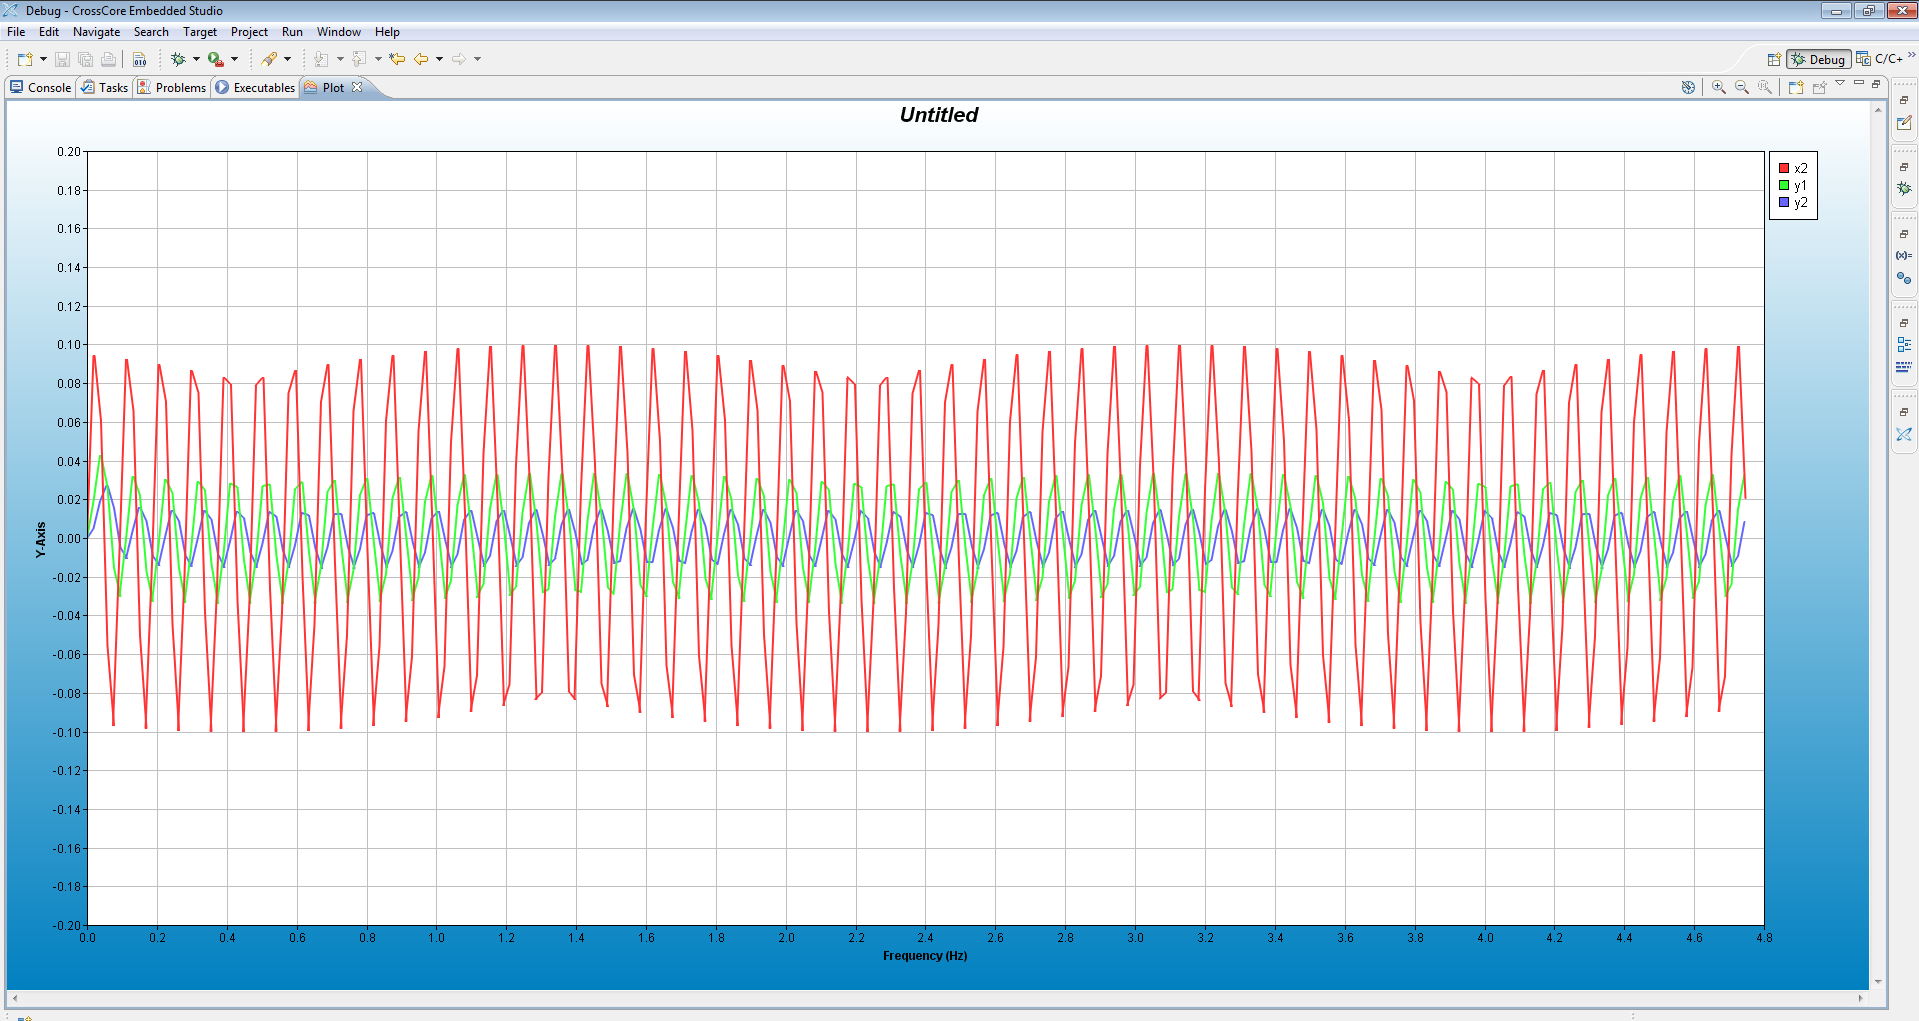 Debug - CrossCore Embedded Studio
File Edit Navigate Search Target Project Run Window Help
010
Debug C/C+ »
Console Tasks Problems Executables Plot
Untitled
x2
y1
y2
(x)=
0.20
0.18
0.16
0.14
0.12
0.10
0.08
0.06
0.04
0.02
0.00
-0.02
-0.04
-0.06
-0.08
-0.10
-0.12
-0.14
-0.16
-0.18
-0.20
Y-Axis
0.0 0.2 0.4 0.6 0.8 1.0 1.2 1.4 1.6 1.8 2.0 2.2 2.4 2.6 2.8 3.0 3.2 3.4 3.6 3.8 4.0 4.2 4.4 4.6 4.8
Frequency (Hz)